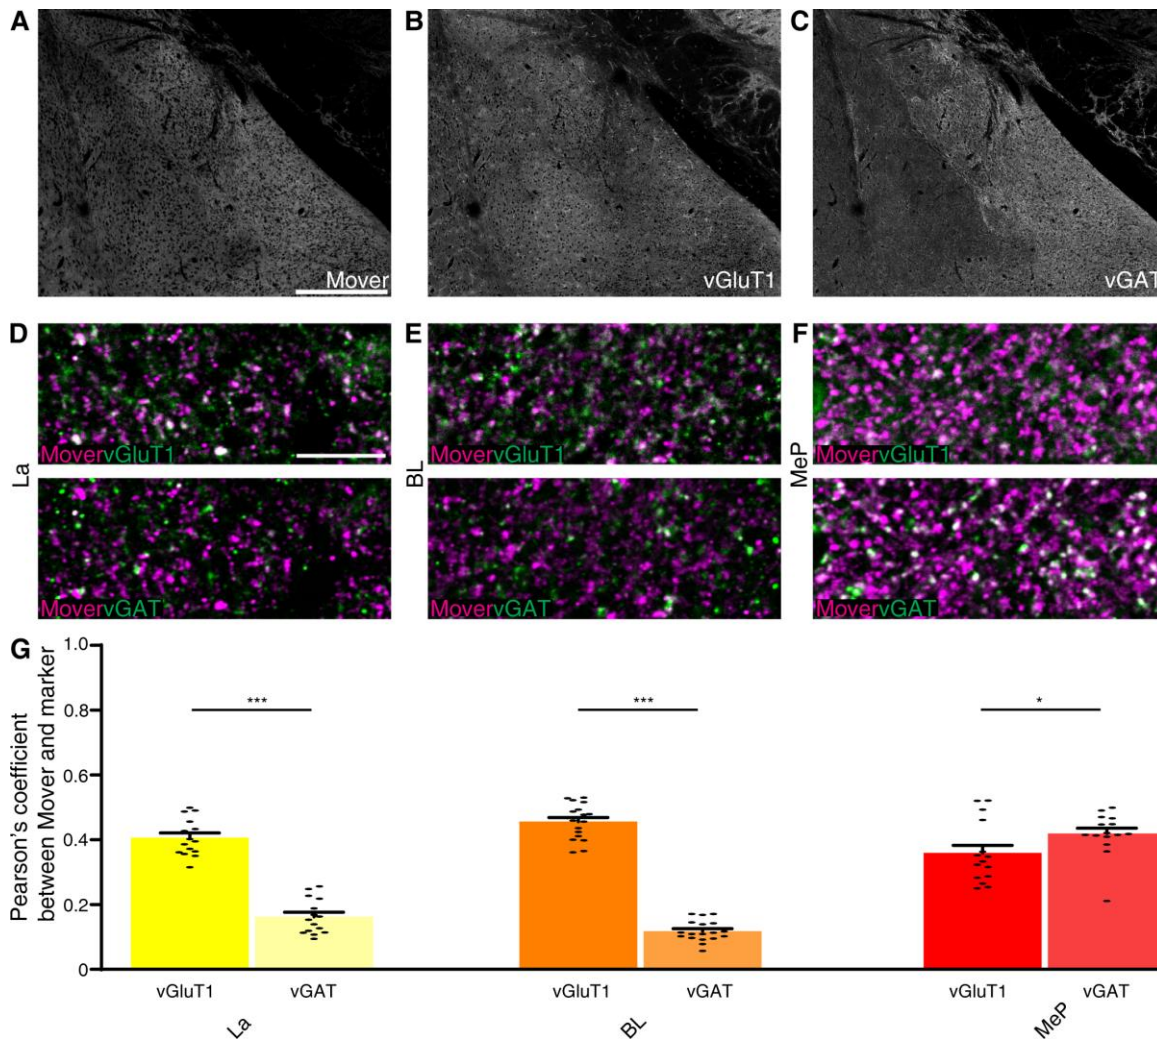 A
B
C
Mover
vGluT1
vGAT
D
E
F
La
MovervGluT1
BL
MovervGluT1
MeP
MovervGluT1
MovervGAT
MovervGAT
MovervGAT
G
Pearson's coefficient
between Mover and marker
1.0
0.8
0.6
0.4
0.2
0
***
***
*
vGluT1
vGAT
vGluT1
vGAT
vGluT1
vGAT
La
BL
MeP